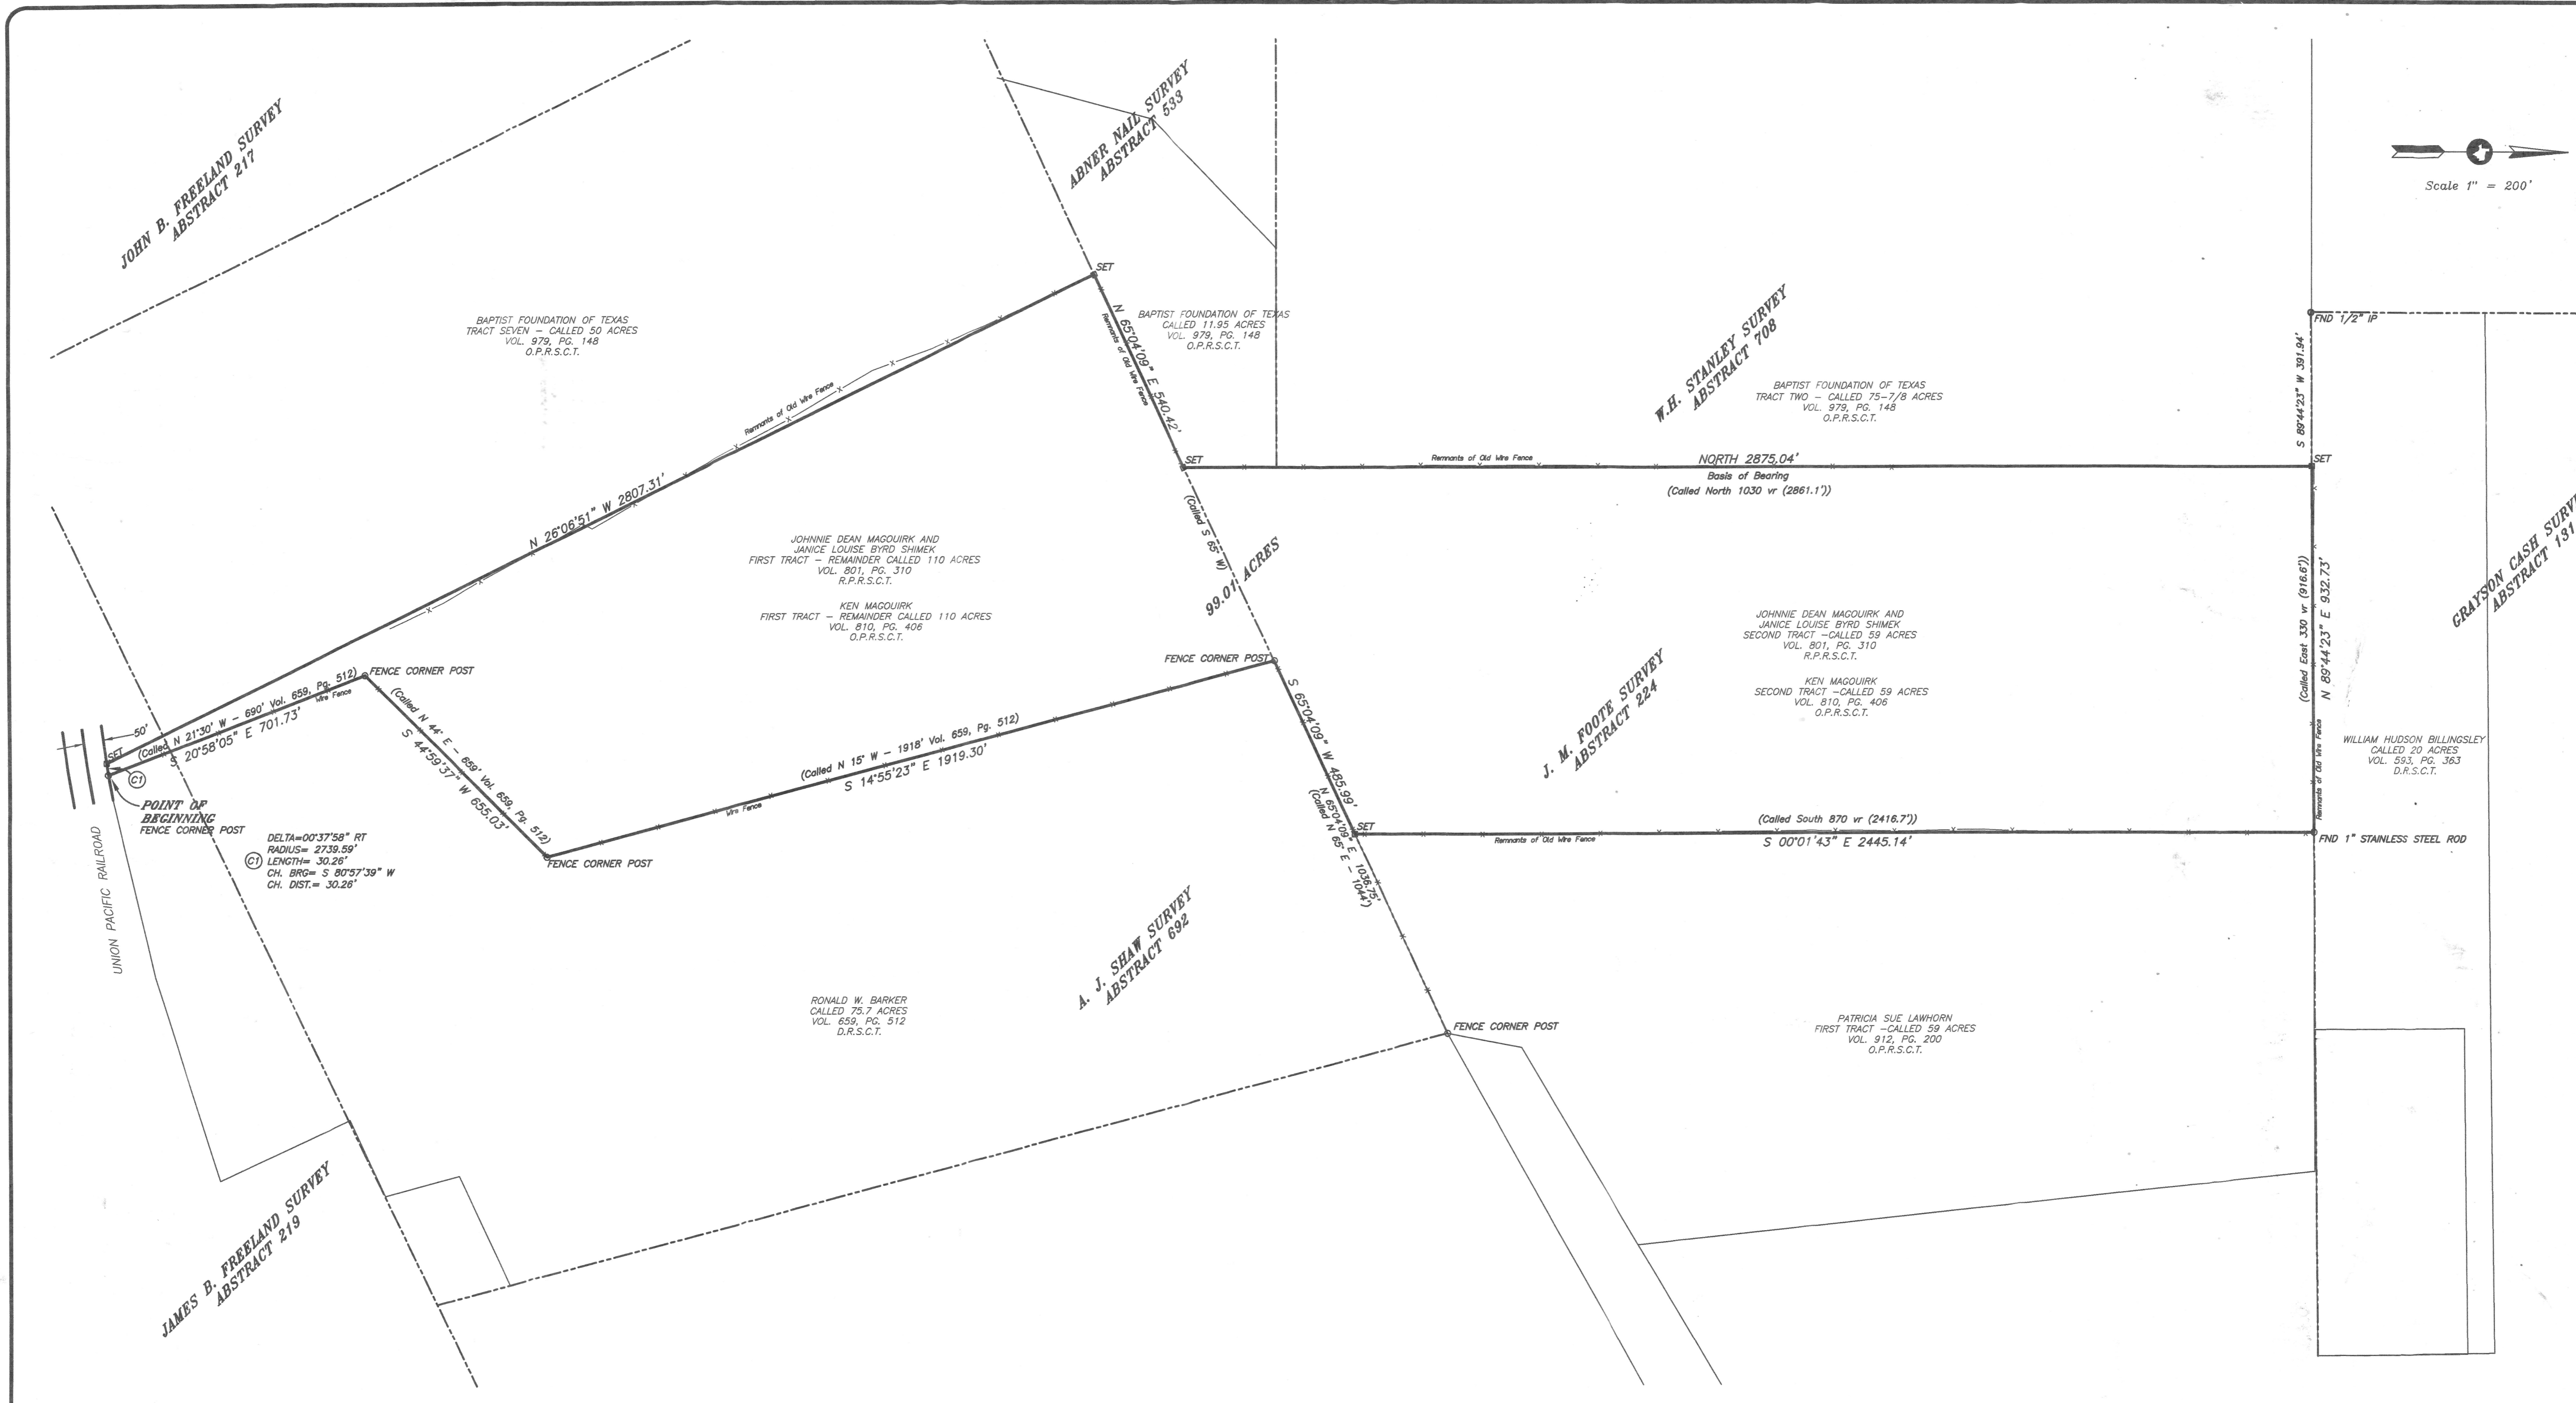 JOHN B. FREELAND SURVEY
ABSTRACT 217
ABNER NAIL SURVEY
ABSTRACT 533
Scale 1" = 200'
SET
BAPTIST FOUNDATION OF TEXAS
TRACT SEVEN - CALLED 50 ACRES
VOL. 979, PG. 148
O.P.R.S.C.T.
N 65°04'09" E 540.42'
Remnants of Old Wire Fence
BAPTIST FOUNDATION OF TEXAS
CALLED 11.95 ACRES
VOL. 979, PG. 148
O.P.R.S.C.T.
W.H. STANLEY SURVEY
ABSTRACT 708
BAPTIST FOUNDATION OF TEXAS
TRACT TWO - CALLED 75-7/8 ACRES
VOL. 979, PG. 148
O.P.R.S.C.T.
FND 1/2" IP
S 89°44'23" W 391.94'
Remnants of Old Wire Fence
N 26°06'51" W 2807.31'
SET
Remnants of Old Wire Fence
NORTH 2875.04'
Basis of Bearing
(Called North 1030 vr (2861.1'))
SET
(Called S 65° W)
99.01 ACRES
JOHNNIE DEAN MAGOUIRK AND
JANICE LOUISE BYRD SHIMEK
FIRST TRACT - REMAINDER CALLED 110 ACRES
VOL. 801, PG. 310
R.P.R.S.C.T.
KEN MAGOUIRK
FIRST TRACT - REMAINDER CALLED 110 ACRES
VOL. 810, PG. 406
O.P.R.S.C.T.
JOHNNIE DEAN MAGOUIRK AND
JANICE LOUISE BYRD SHIMEK
SECOND TRACT -CALLED 59 ACRES
VOL. 801, PG. 310
R.P.R.S.C.T.
KEN MAGOUIRK
SECOND TRACT -CALLED 59 ACRES
VOL. 810, PG. 406
O.P.R.S.C.T.
J. M. FOOTE SURVEY
ABSTRACT 224
(Called East 330 vr (916.6'))
N 89°44'23" E 932.73'
Remnants of Old Wire Fence
GRAYSON CASH SURV
ABSTRACT 131
WILLIAM HUDSON BILLINGSLEY
CALLED 20 ACRES
VOL. 593, PG. 363
D.R.S.C.T.
FENCE CORNER POST
FENCE CORNER POST
50'
SET
(Called N 21°30' W - 690' Vol. 659, Pg. 512)
Wire Fence
S 20°58'05" E 701.73'
C1
POINT OF
BEGINNING
FENCE CORNER POST
(Called N 44° E - 659' Vol. 659, Pg. 512)
S 44°59'37" W 655.03'
(Called N 15° W - 1918' Vol. 659, Pg. 512)
S 14°55'23" E 1919.30'
Wire Fence
S 65°04'09" W 485.99'
N 65°04'09" E 1036.75'
(Called N 65° E - 1044')
SET
(Called South 870 vr (2416.7'))
Remnants of Old Wire Fence
S 00°01'43" E 2445.14'
FND 1" STAINLESS STEEL ROD
DELTA=00°37'58" RT
RADIUS= 2739.59'
C1 LENGTH= 30.26'
CH. BRG= S 80°57'39" W
CH. DIST.= 30.26'
FENCE CORNER POST
UNION PACIFIC RAILROAD
A. J. SHAW SURVEY
ABSTRACT 692
RONALD W. BARKER
CALLED 75.7 ACRES
VOL. 659, PG. 512
D.R.S.C.T.
FENCE CORNER POST
PATRICIA SUE LAWHORN
FIRST TRACT -CALLED 59 ACRES
VOL. 912, PG. 200
O.P.R.S.C.T.
JAMES B. FREELAND SURVEY
ABSTRACT 219